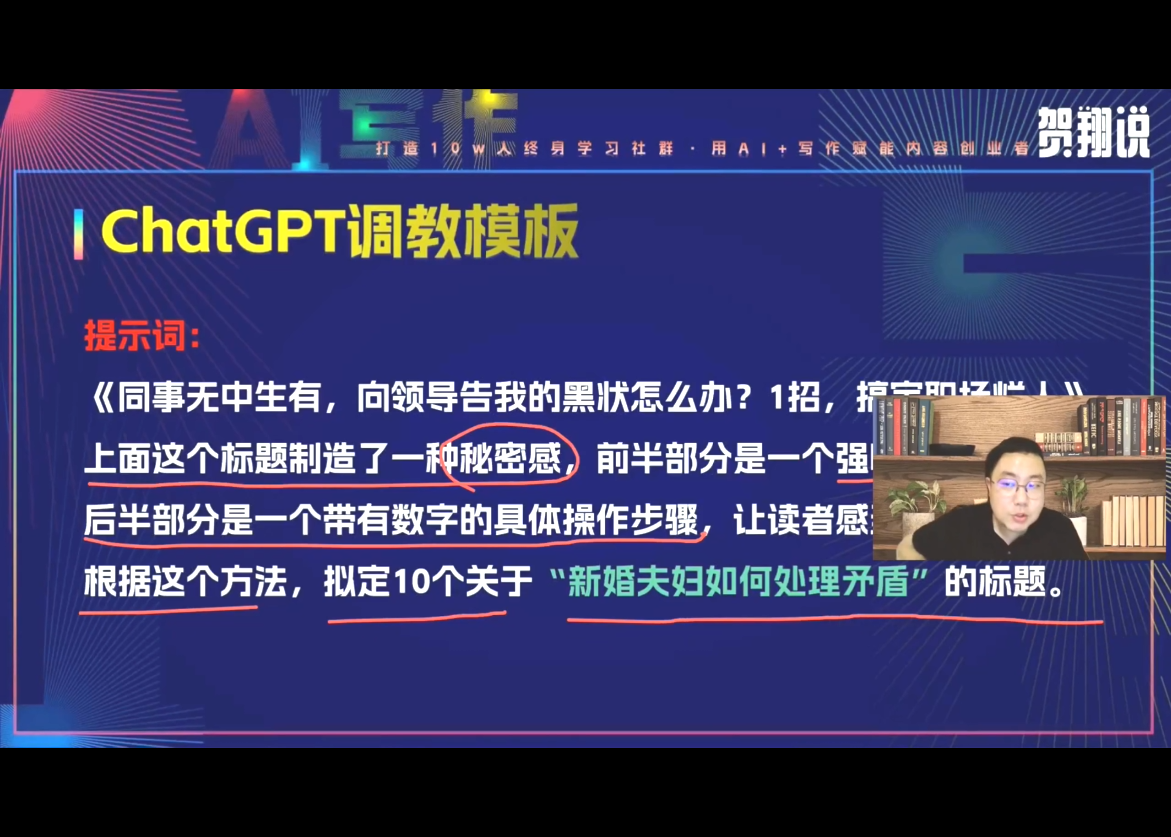 AI写作
打造10w人终身学习社群·用AI+写作赋能内容创业者
贺翔说
ChatGPT调教模板
提示词：
《同事无中生有，向领导告我的黑状怎么办？1招，搞定职场烂人》
上面这个标题制造了一种秘密感，前半部分是一个强
后半部分是一个带有数字的具体操作步骤，让读者感
根据这个方法，拟定10个关于“新婚夫妇如何处理矛盾”的标题。